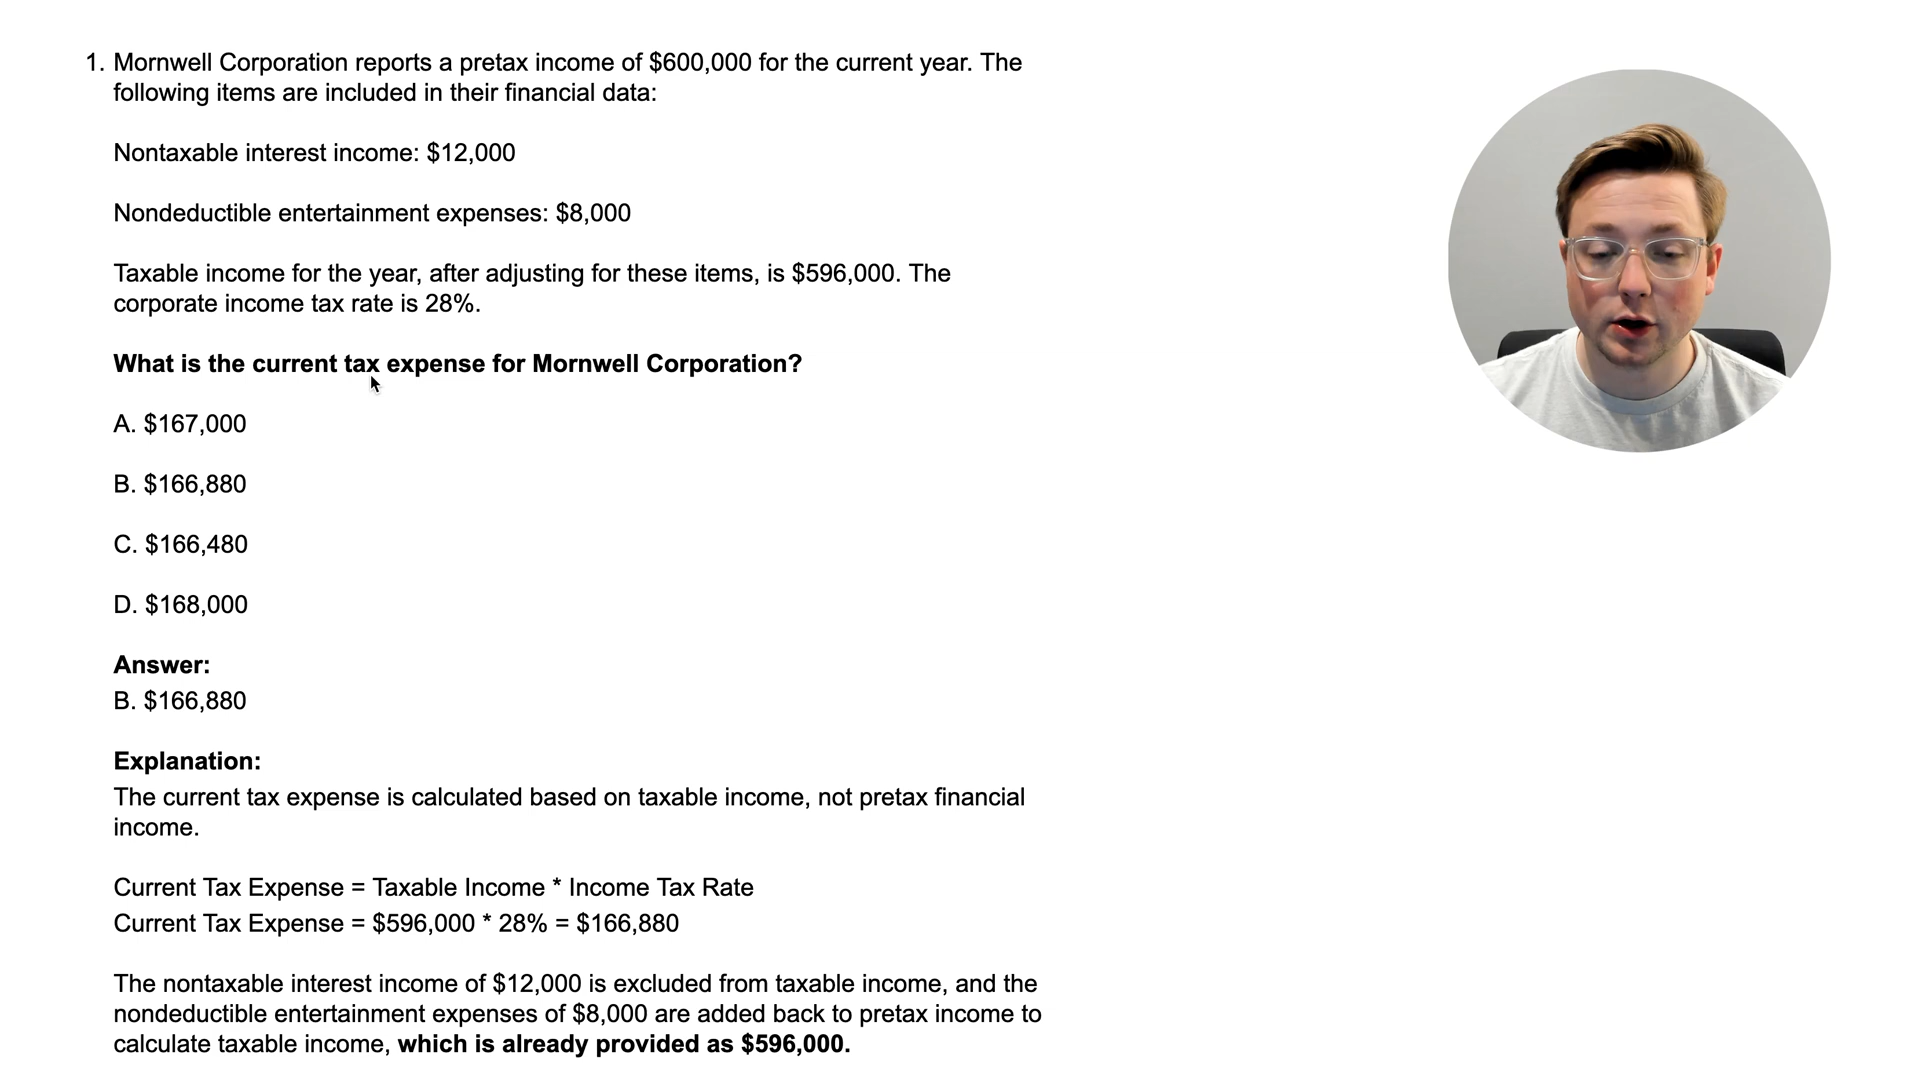 1. Mornwell Corporation reports a pretax income of $600,000 for the current year. The
following items are included in their financial data:
Nontaxable interest income: $12,000
Nondeductible entertainment expenses: $8,000
Taxable income for the year, after adjusting for these items, is $596,000. The
corporate income tax rate is 28%.
What is the current tax expense for Mornwell Corporation?
A. $167,000
B. $166,880
C. $166,480
D. $168,000
Answer:
B. $166,880
Explanation:
The current tax expense is calculated based on taxable income, not pretax financial
income.
Current Tax Expense = Taxable Income * Income Tax Rate
Current Tax Expense = $596,000 * 28% = $166,880
The nontaxable interest income of $12,000 is excluded from taxable income, and the
nondeductible entertainment expenses of $8,000 are added back to pretax income to
calculate taxable income, which is already provided as $596,000.